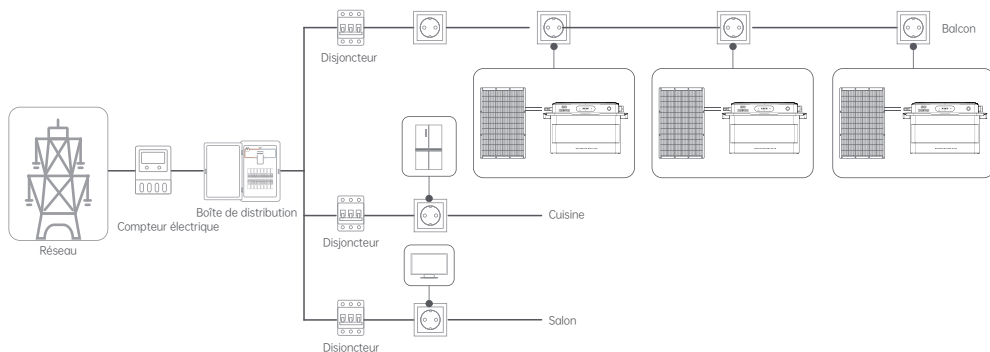 Disjoncteur
Balcon
Réseau
Compteur électrique
Boîte de distribution
Disjoncteur
Cuisine
Disjoncteur
Salon